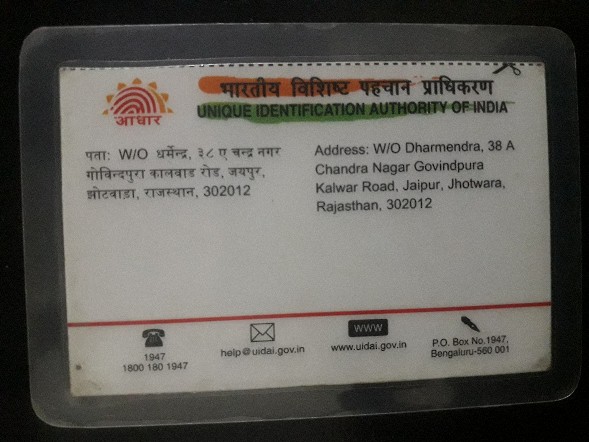 भारतीय विशिष्ट पहचान प्राधिकरण
UNIQUE IDENTIFICATION AUTHORITY OF INDIA
आधार
पता: W/O धर्मेन्द्र, ३८ ए चन्द्र नगर
गोविन्दपुरा कालवाड रोड, जयपुर,
झोटवाडा, राजस्थान, 302012
Address: W/O Dharmendra, 38 A
Chandra Nagar Govindpura
Kalwar Road, Jaipur, Jhotwara,
Rajasthan, 302012
1947
1800 180 1947
help@uidai.gov.in
WWW
www.uidai.gov.in
P.O. Box No.1947,
Bengaluru-560 001